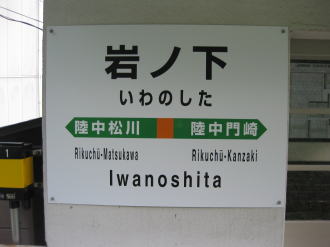 岩ノ下
いわのした
陸中松川 陸中門崎
Rikuchū-Matsukawa Rikuchū-Kanzaki
Iwanoshita
1